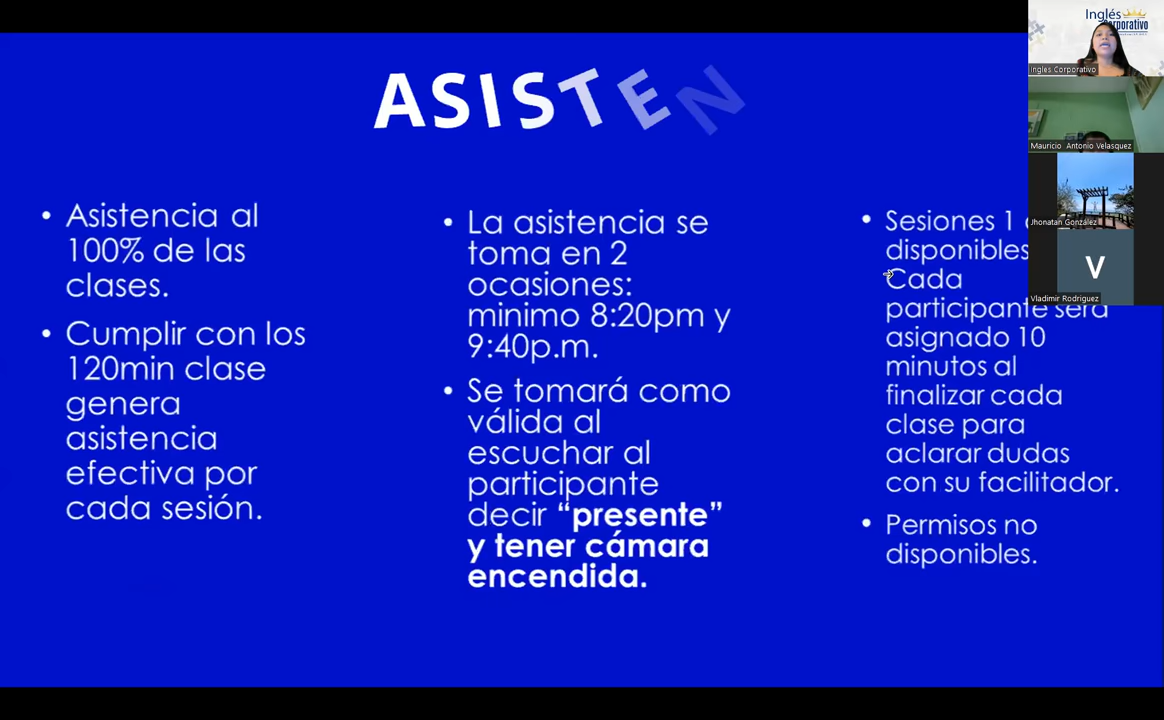 ASISTEN
• Asistencia al
100% de las
clases.
• Cumplir con los
120min clase
genera
asistencia
efectiva por
cada sesión.
• La asistencia se
toma en 2
ocasiones:
minimo 8:20pm y
9:40p.m.
• Se tomará como
válida al
escuchar al
participante
decir “presente”
y tener cámara
encendida.
• Sesiones 1
disponibles
Cada
participante será
asignado 10
minutos al
finalizar cada
clase para
aclarar dudas
con su facilitador.
• Permisos no
disponibles.
Inglés
Corporativo
Ingles Corporativo
Mauricio Antonio Velasquez
Jhonatan González
V
Vladimir Rodriguez